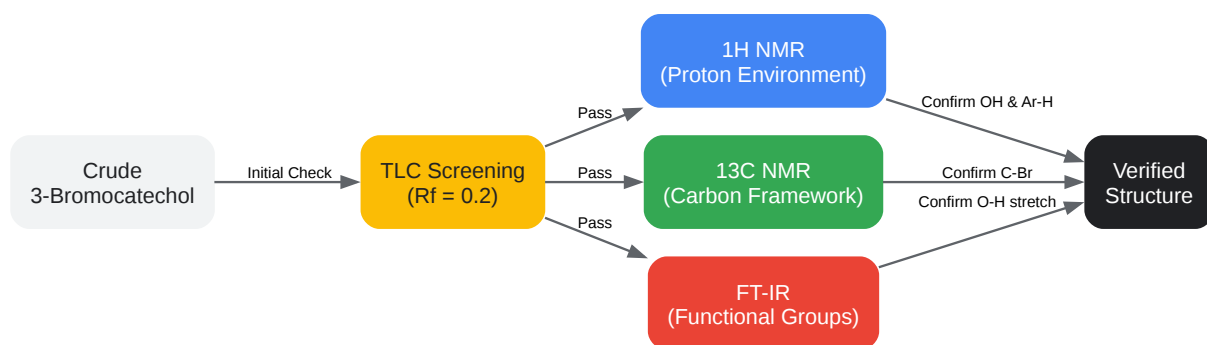 Crude
3-Bromocatechol
Initial Check
TLC Screening
(Rf = 0.2)
Pass
Pass
Pass
1H NMR
(Proton Environment)
13C NMR
(Carbon Framework)
FT-IR
(Functional Groups)
Confirm OH & Ar-H
Confirm C-Br
Confirm O-H stretch
Verified
Structure